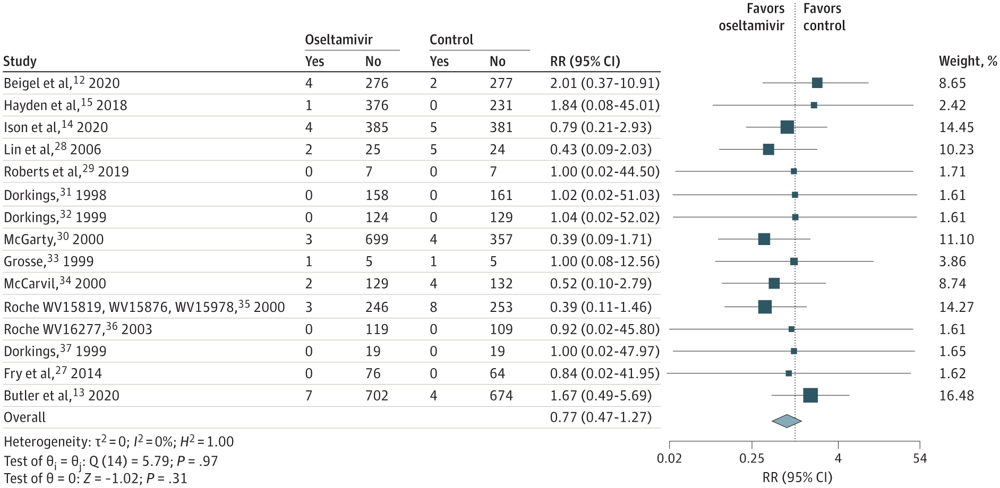 Favors Favors
oseltamivir control
Oseltamivir Control
Study Yes No Yes No RR (95% CI) Weight, %
Beigel et al,12 2020 4 276 2 277 2.01 (0.37-10.91) 8.65
Hayden et al,15 2018 1 376 0 231 1.84 (0.08-45.01) 2.42
Ison et al,14 2020 4 385 5 381 0.79 (0.21-2.93) 14.45
Lin et al,28 2006 2 25 5 24 0.43 (0.09-2.03) 10.23
Roberts et al,29 2019 0 7 0 7 1.00 (0.02-44.50) 1.71
Dorkings,31 1998 0 158 0 161 1.02 (0.02-51.03) 1.61
Dorkings,32 1999 0 124 0 129 1.04 (0.02-52.02) 1.61
McGarty,30 2000 3 699 4 357 0.39 (0.09-1.71) 11.10
Grosse,33 1999 1 5 1 5 1.00 (0.08-12.56) 3.86
McCarvil,34 2000 2 129 4 132 0.52 (0.10-2.79) 8.74
Roche WV15819, WV15876, WV15978,35 2000 3 246 8 253 0.39 (0.11-1.46) 14.27
Roche WV16277,36 2003 0 119 0 109 0.92 (0.02-45.80) 1.61
Dorkings,37 1999 0 19 0 19 1.00 (0.02-47.97) 1.65
Fry et al,27 2014 0 76 0 64 0.84 (0.02-41.95) 1.62
Butler et al,13 2020 7 702 4 674 1.67 (0.49-5.69) 16.48
Overall 0.77 (0.47-1.27)
Heterogeneity: τ2 = 0; I2 = 0%; H2 = 1.00
Test of θi = θj: Q (14) = 5.79; P = .97
Test of θ = 0: Z = -1.02; P = .31
0.02 0.25 4 54
RR (95% CI)